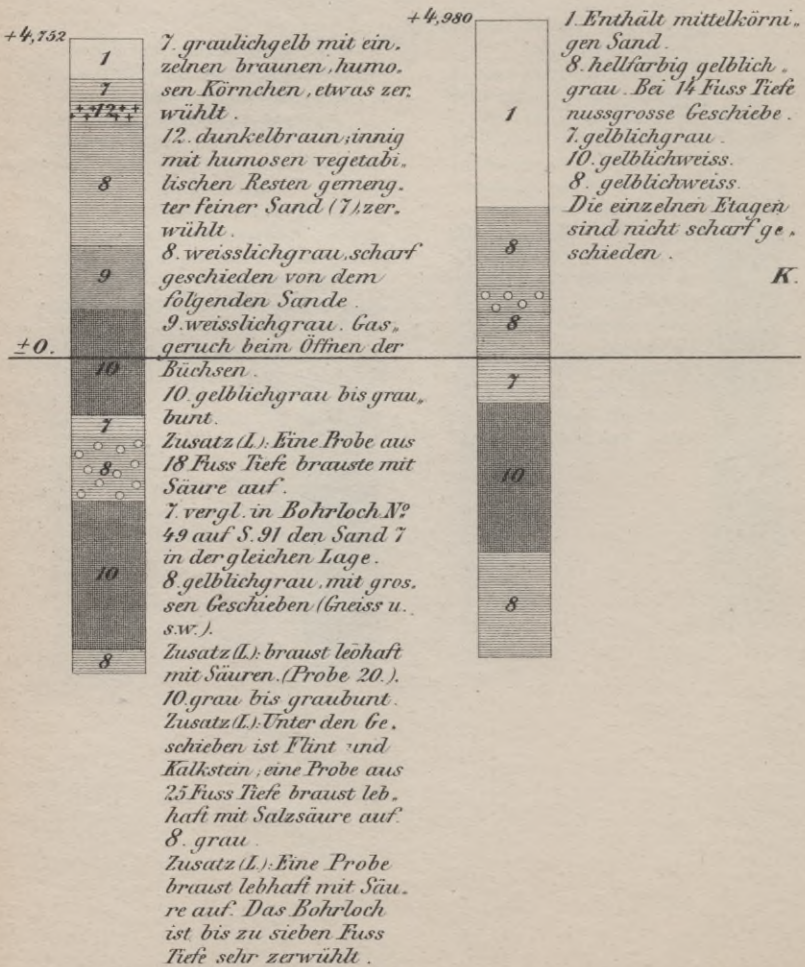 +4,752
1
7
12
8
9
±0.
10
7
8
10
8
7. graulichgelb mit ein„
zelnen braunen, humo„
sen Körnchen, etwas zer„
wühlt.
12. dunkelbraun; innig
mit humosen vegetabi„
lischen Resten gemeng„
ter feiner Sand (7), zer„
wühlt.
8. weisslichgrau, scharf
geschieden von dem
folgenden Sande.
9. weisslichgrau. Gas„
geruch beim Öffnen der
Büchsen.
10. gelblichgrau bis grau„
bunt.
Zusatz (L): Eine Probe aus
18 Fuss Tiefe brauste mit
Säure auf.
7. vergl. in Bohrloch No
49 auf S. 91 den Sand 7
in der gleichen Lage.
8. gelblichgrau, mit gros„
sen Geschieben (Gneiss u.
s.w.).
Zusatz (L): braust lebhaft
mit Säuren. (Probe 20.).
10. grau bis graubunt.
Zusatz (L): Unter den Ge„
schieben ist Flint und
Kalkstein; eine Probe aus
25 Fuss Tiefe braust leb„
haft mit Salzsäure auf.
8. grau.
Zusatz (L): Eine Probe
braust lebhaft mit Säu„
re auf. Das Bohrloch
ist bis zu sieben Fuss
Tiefe sehr zerwühlt.
+4,980
1
8
8
7
10
8
1. Enthält mittelkörni„
gen Sand.
8. hellfarbig gelblich„
grau. Bei 14 Fuss Tiefe
nussgrosse Geschiebe.
7. gelblichgrau.
10. gelblichweiss.
8. gelblichweiss.
Die einzelnen Etagen
sind nicht scharf ge„
schieden.
K.